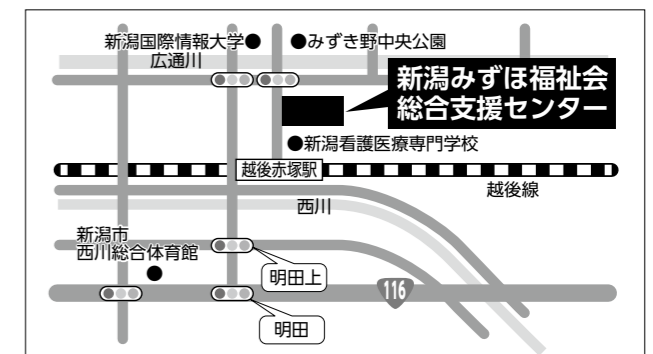 新潟国際情報大学●
●みずき野中央公園
広通川
新潟みずほ福祉会
総合支援センター
●新潟看護医療専門学校
越後赤塚駅
越後線
西川
新潟市
西川総合体育館
●
明田上
116
明田